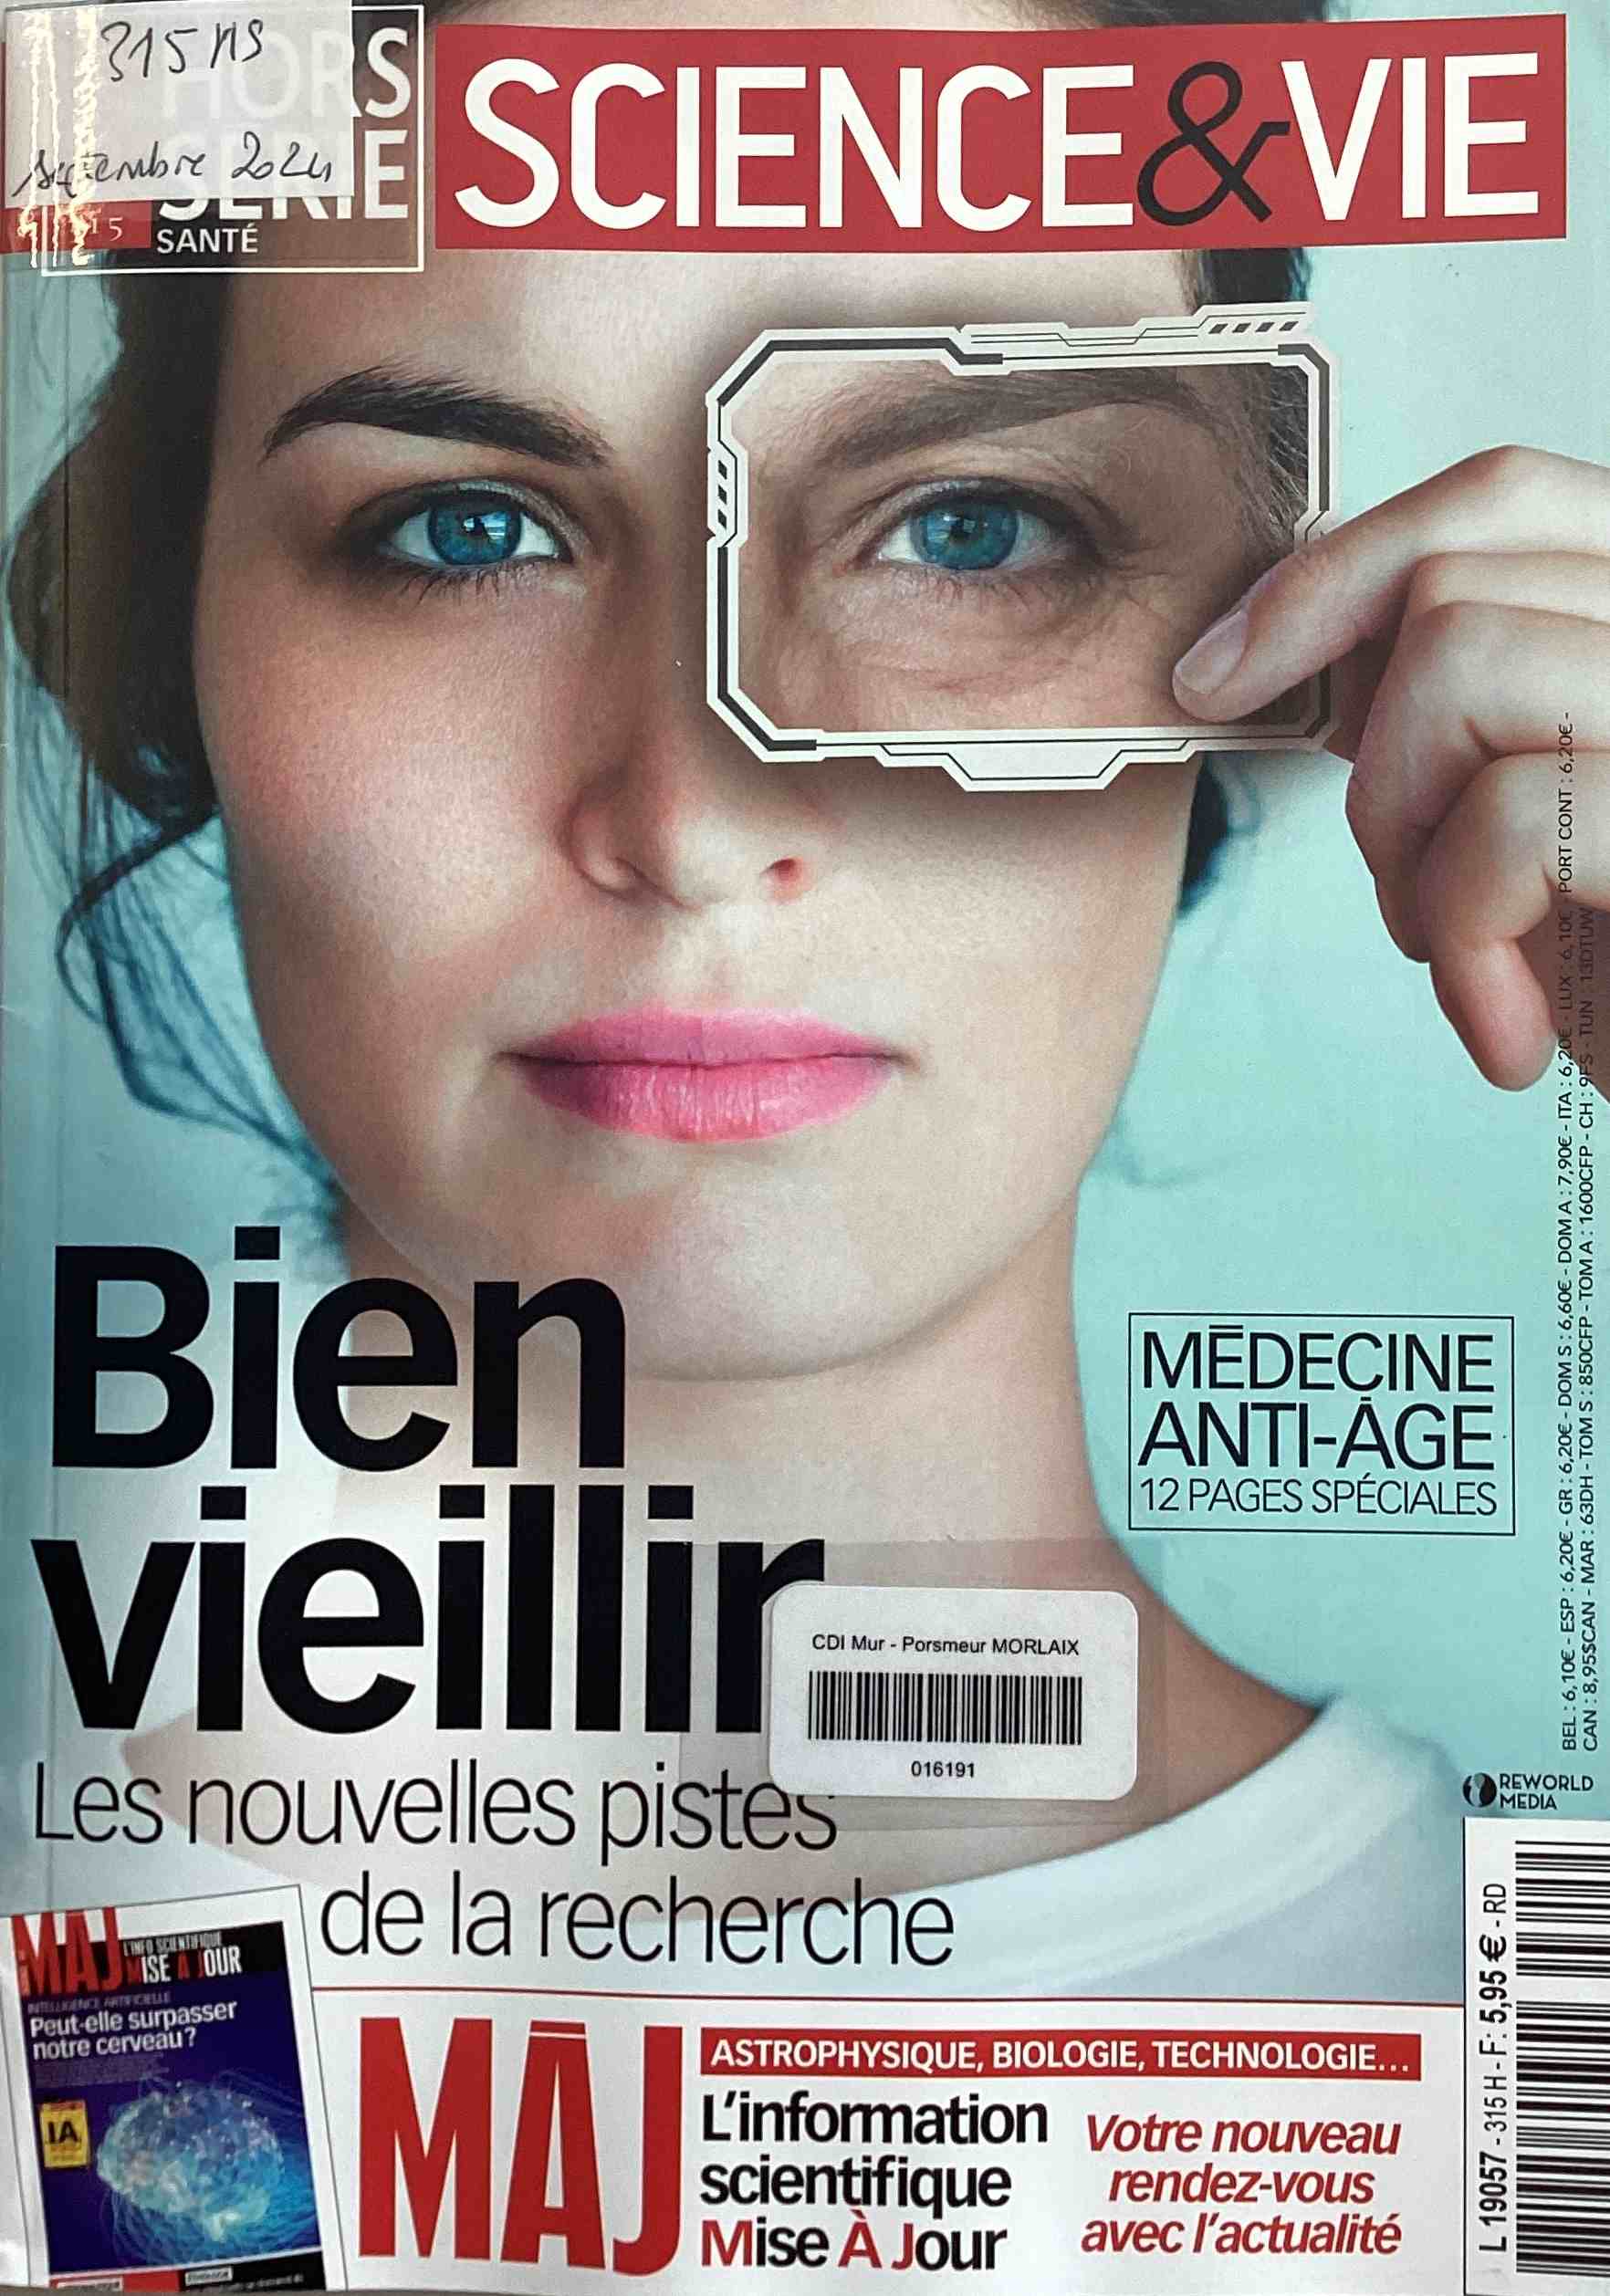 315 HS
septembre 2024
HORS
SÉRIE
SANTÉ
SCIENCE&VIE
Bien
vieillir
Les nouvelles pistes
de la recherche
MÉDECINE
ANTI-ÂGE
12 PAGES SPÉCIALES
CDI Mur - Porsmeur MORLAIX
016191
BEL : 6,10€ - ESP : 6,20€ - GR : 6,20€ - DOM S : 6,60€ - DOM A : 7,90€ - ITA : 6,20€ - LUX : 6,10€ - PORT CONT : 6,20€ -
CAN : 8,95$CAN - MAR : 63DH - TOM S : 850CFP - TOM A : 1600CFP - CH : 9FS - TUN : 13DTUW
REWORLD
MEDIA
L 19057 - 315 H - F: 5,95 € - RD
MÀJ
L'INFO SCIENTIFIQUE
MISE À JOUR
INTELLIGENCE ARTIFICIELLE
Peut-elle surpasser
notre cerveau?
IA
MÀJ
ASTROPHYSIQUE, BIOLOGIE, TECHNOLOGIE...
L'information
scientifique
Mise À Jour
Votre nouveau
rendez-vous
avec l'actualité